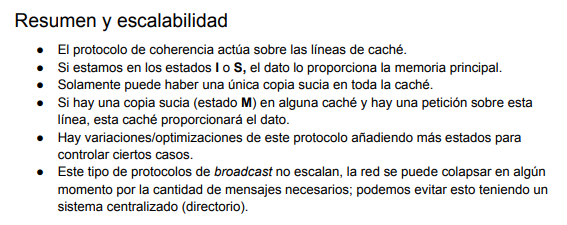 Resumen y escalabilidad
● El protocolo de coherencia actúa sobre las líneas de caché.
● Si estamos en los estados I o S, el dato lo proporciona la memoria principal.
● Solamente puede haber una única copia sucia en toda la caché.
● Si hay una copia sucia (estado M) en alguna caché y hay una petición sobre esta
línea, esta caché proporcionará el dato.
● Hay variaciones/optimizaciones de este protocolo añadiendo más estados para
controlar ciertos casos.
● Este tipo de protocolos de broadcast no escalan, la red se puede colapsar en algún
momento por la cantidad de mensajes necesarios; podemos evitar esto teniendo un
sistema centralizado (directorio).